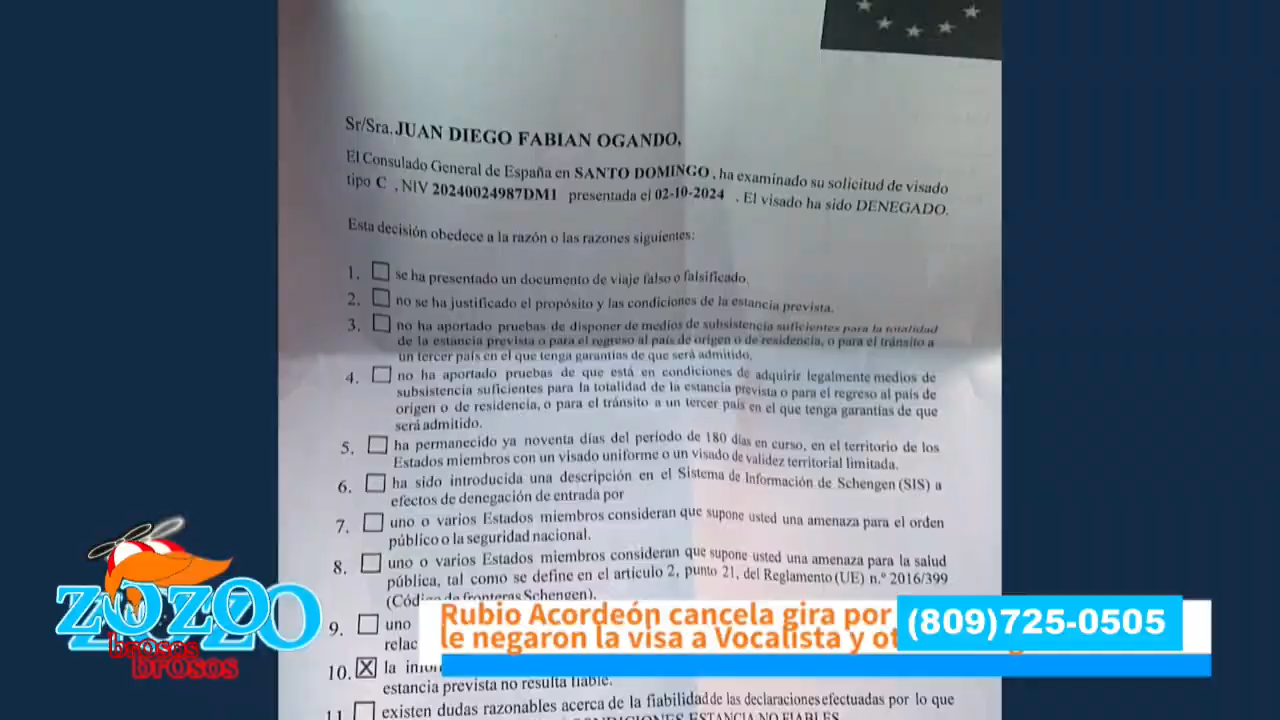 Sr/Sra. JUAN DIEGO FABIAN OGANDO,
El Consulado General de España en SANTO DOMINGO , ha examinado su solicitud de visado
tipo C , NIV 20240024987DM1 presentada el 02-10-2024 . El visado ha sido DENEGADO.
Esta decisión obedece a la razón o las razones siguientes:
1. se ha presentado un documento de viaje falso o falsificado.
2. no se ha justificado el propósito y las condiciones de la estancia prevista.
3. no ha aportado pruebas de disponer de medios de subsistencia suficientes para la totalidad
de la estancia prevista o para el regreso al país de origen o de residencia, o para el tránsito a
un tercer país en el que tenga garantías de que será admitido.
4. no ha aportado pruebas de que está en condiciones de adquirir legalmente medios de
subsistencia suficientes para la totalidad de la estancia prevista o para el regreso al país de
origen o de residencia, o para el tránsito a un tercer país en el que tenga garantías de que
será admitido.
5. ha permanecido ya noventa días del período de 180 días en curso, en el territorio de los
Estados miembros con un visado uniforme o un visado de validez territorial limitada.
6. ha sido introducida una descripción en el Sistema de Información de Schengen (SIS) a
efectos de denegación de entrada por
7. uno o varios Estados miembros consideran que supone usted una amenaza para el orden
público o la seguridad nacional.
8. uno o varios Estados miembros consideran que supone usted una amenaza para la salud
pública, tal como se define en el artículo 2, punto 21, del Reglamento (UE) n.º 2016/399
(Código de fronteras Schengen).
9. uno
relac
10. X la
estancia prevista no resulta fiable.
11. existen dudas razonables acerca de la fiabilidad de las declaraciones efectuadas por lo que
CONDICIONES ESTANCIA NO FIABLES
ZOZOO
brosos
brosos
Rubio Acordeón cancela gira por
le negaron la visa a Vocalista y
(809)725-0505